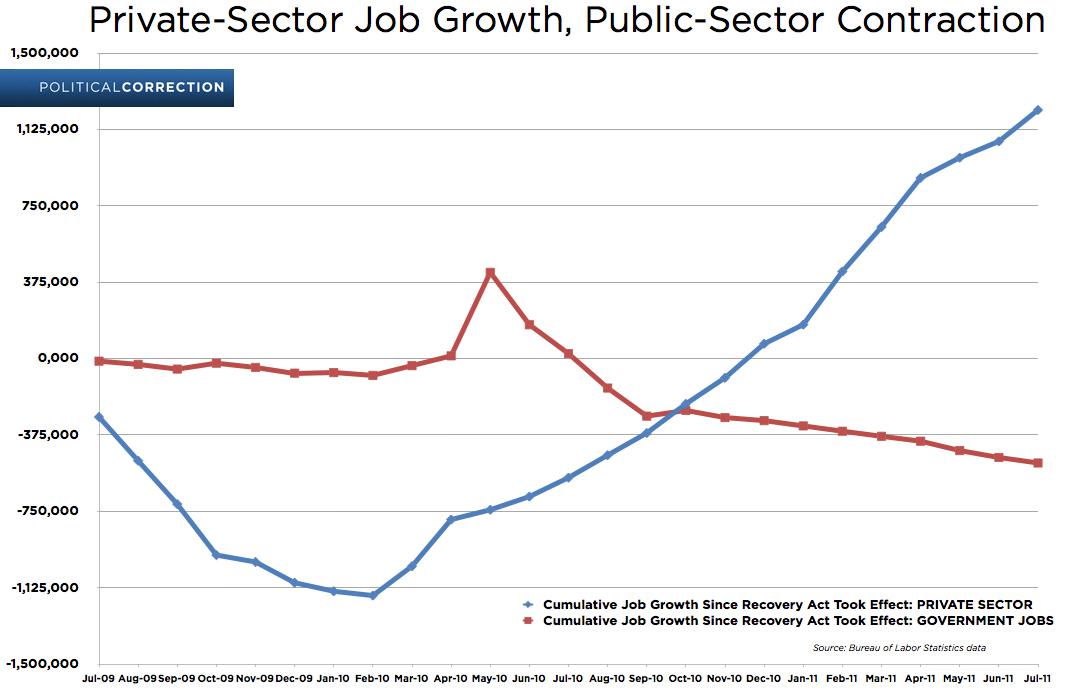 Private-Sector Job Growth, Public-Sector Contraction
1,500,000
POLITICALCORRECTION
1,125,000
750,000
375,000
0,000
-375,000
-750,000
-1,125,000
-1,500,000
Cumulative Job Growth Since Recovery Act Took Effect: PRIVATE SECTOR
Cumulative Job Growth Since Recovery Act Took Effect: GOVERNMENT JOBS
Source: Bureau of Labor Statistics data
Jul-09 Aug-09 Sep-09 Oct-09 Nov-09 Dec-09 Jan-10 Feb-10 Mar-10 Apr-10 May-10 Jun-10 Jul-10 Aug-10 Sep-10 Oct-10 Nov-10 Dec-10 Jan-11 Feb-11 Mar-11 Apr-11 May-11 Jun-11 Jul-11